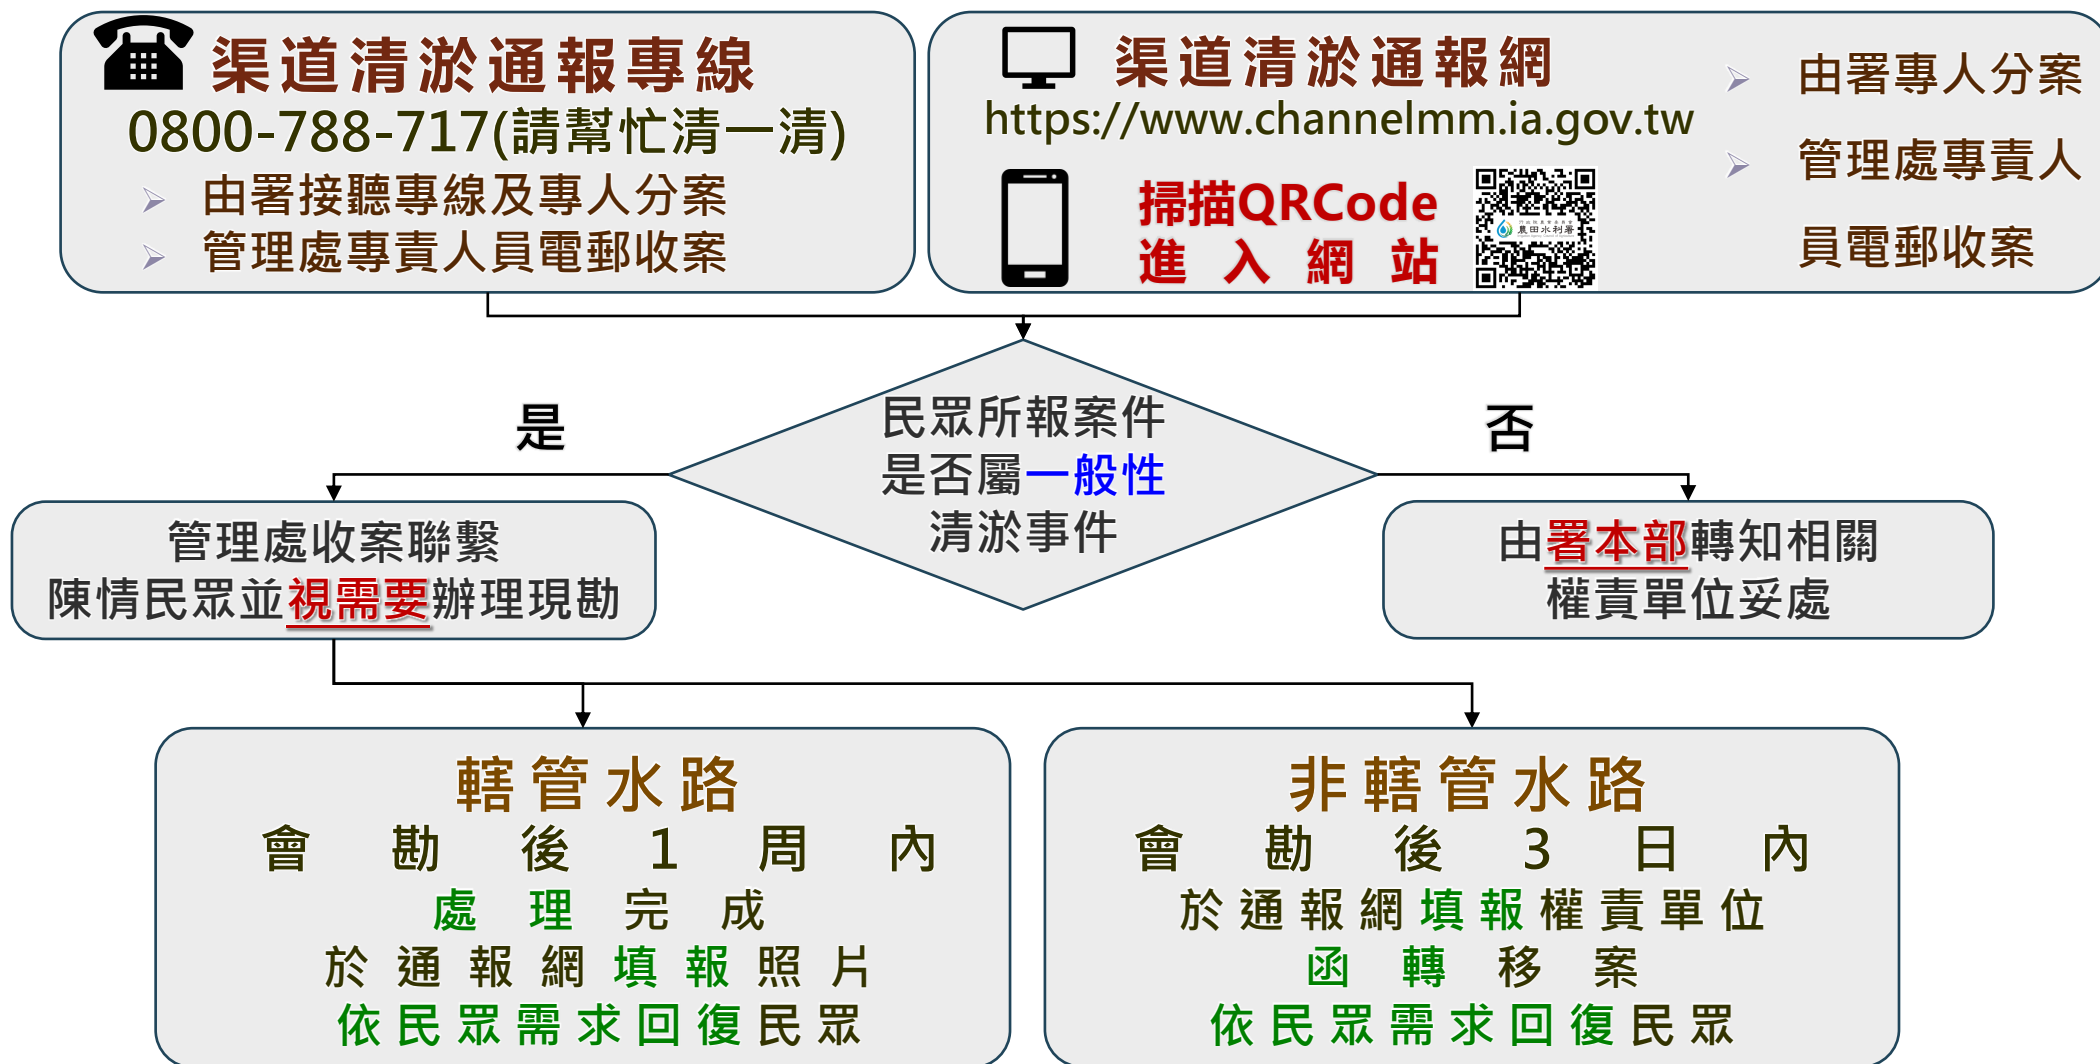 渠道清淤通報專線
0800-788-717(請幫忙清一清)
➢ 由署接聽專線及專人分案
➢ 管理處專責人員電郵收案
渠道清淤通報網
https://www.channelmm.ia.gov.tw
掃描QRCode
進入網站
農田水利署
➢ 由署專人分案
➢ 管理處專責人
員電郵收案
民眾所報案件
是否屬一般性
清淤事件
是
否
管理處收案聯繫
陳情民眾並視需要辦理現勘
由署本部轉知相關
權責單位妥處
轄管水路
會勘後1周內
處理完成
於通報網填報照片
依民眾需求回復民眾
非轄管水路
會勘後3日內
於通報網填報權責單位
函轉移案
依民眾需求回復民眾